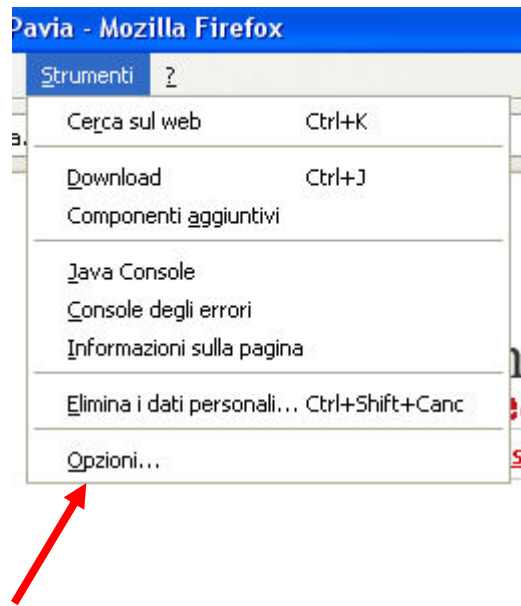 Pavia - Mozilla Firefox
Strumenti ?
Cerca sul web Ctrl+K
a.
Download Ctrl+J
Componenti aggiuntivi
Java Console
Console degli errori
Informazioni sulla pagina
Elimina i dati personali... Ctrl+Shift+Canc
Opzioni...